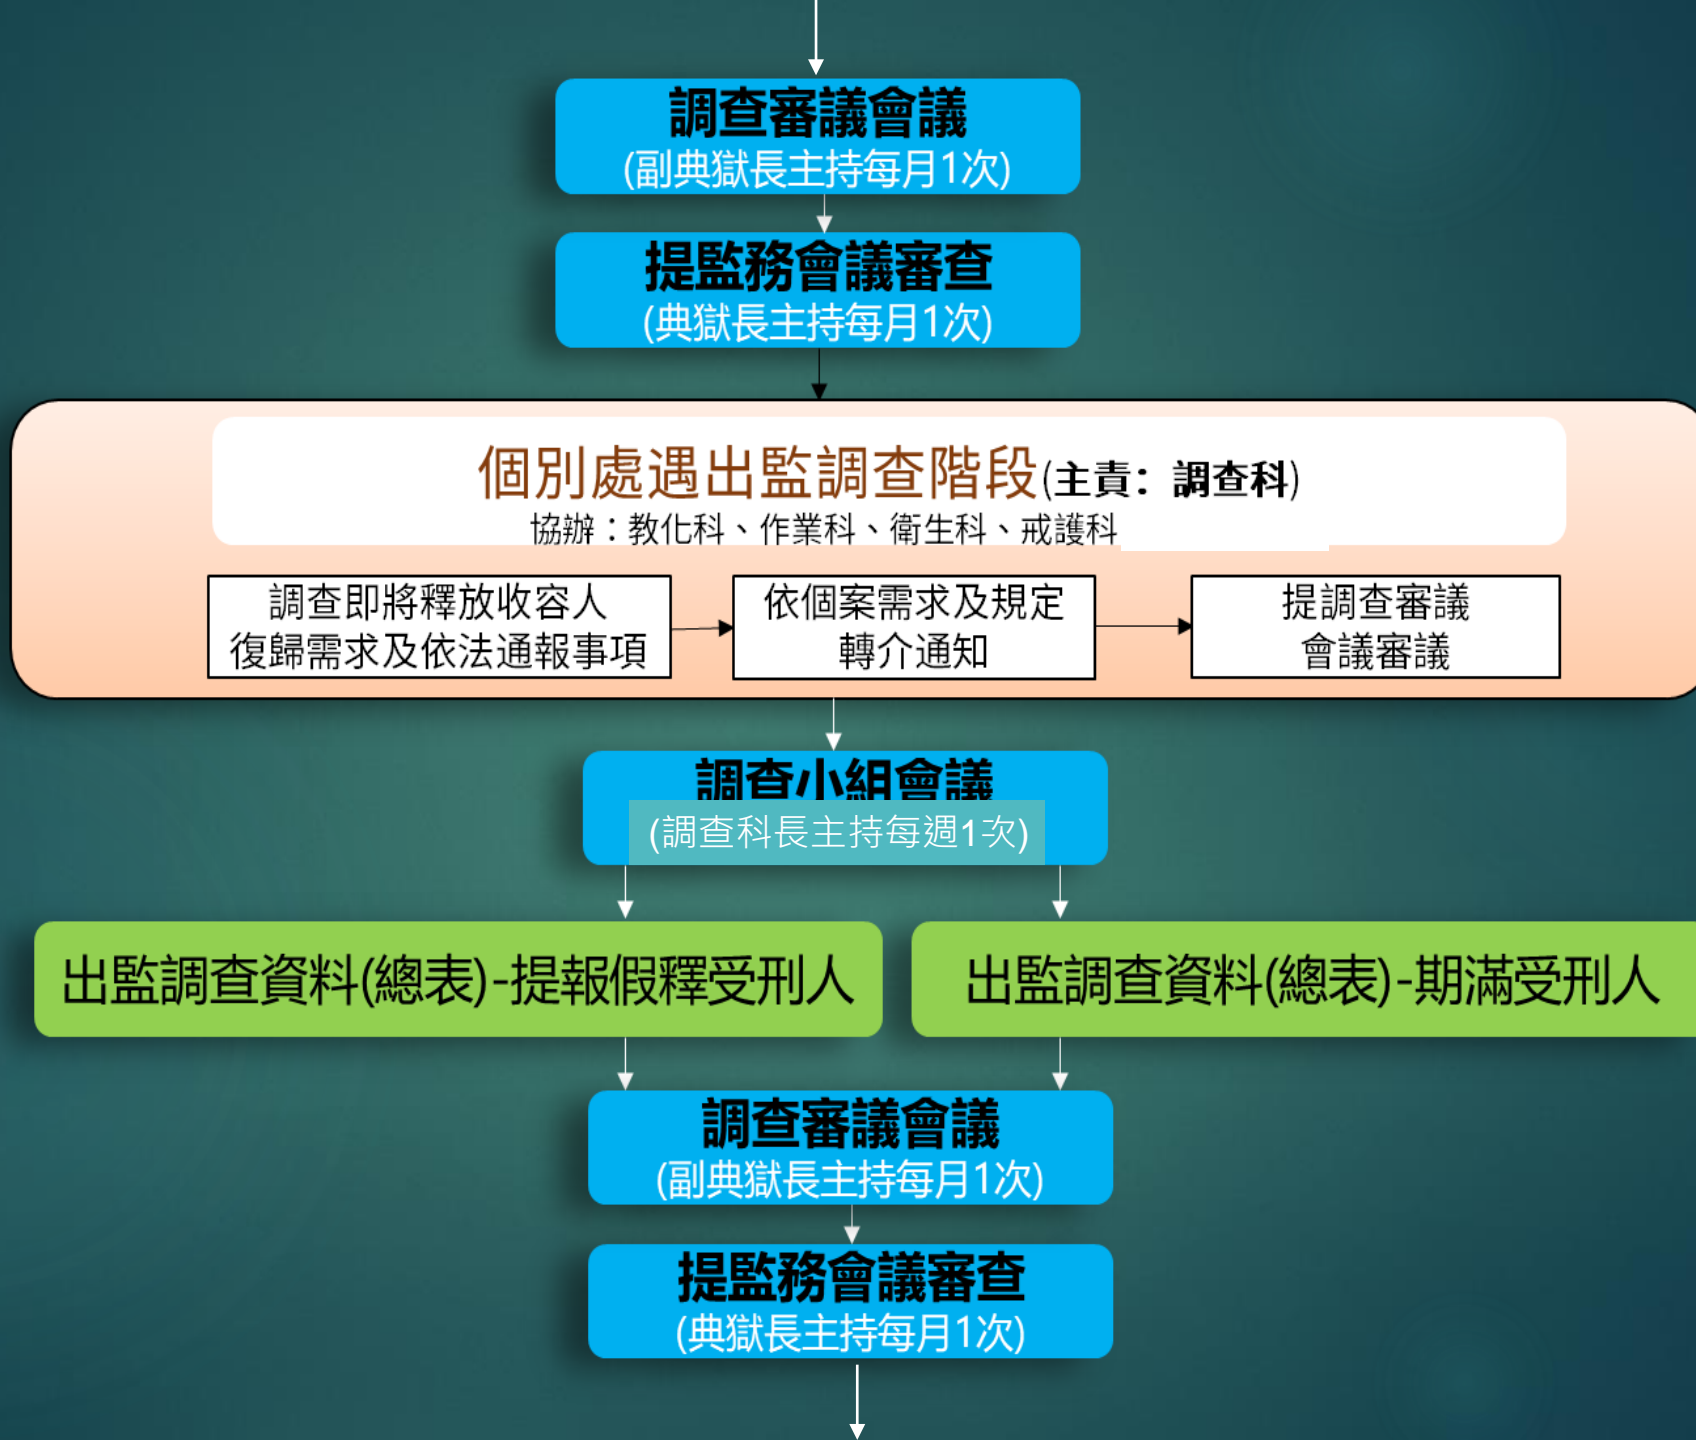 調查審議會議
(副典獄長主持每月1次)
提監務會議審查
(典獄長主持每月1次)
個別處遇出監調查階段(主責：調查科)
協辦：教化科、作業科、衛生科、戒護科
調查即將釋放收容人
復歸需求及依法通報事項
依個案需求及規定
轉介通知
提調查審議
會議審議
調查小組會議
(調查科長主持每週1次)
出監調查資料(總表)-提報假釋受刑人
出監調查資料(總表)-期滿受刑人
調查審議會議
(副典獄長主持每月1次)
提監務會議審查
(典獄長主持每月1次)